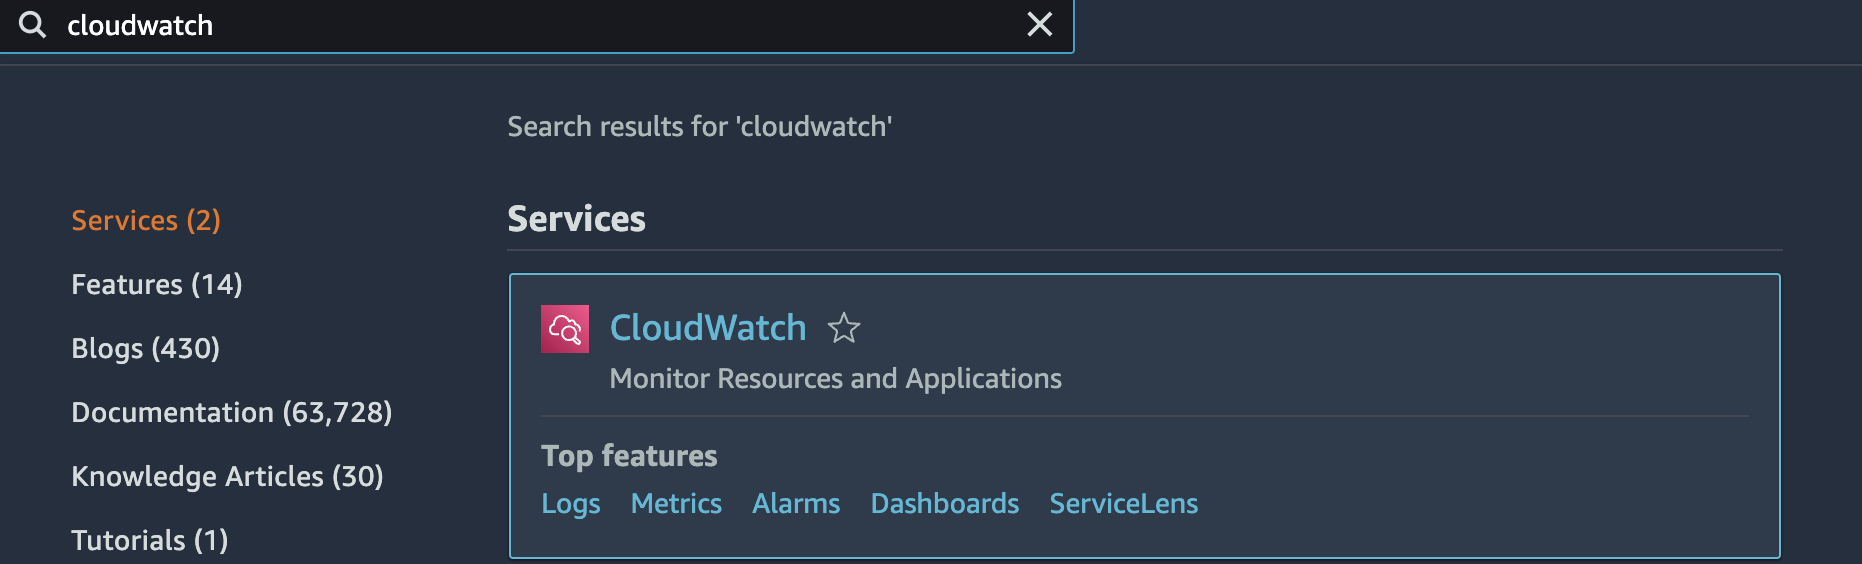 cloudwatch
Search results for 'cloudwatch'
Services (2)
Features (14)
Blogs (430)
Documentation (63,728)
Knowledge Articles (30)
Tutorials (1)
Services
CloudWatch
Monitor Resources and Applications
Top features
Logs Metrics Alarms Dashboards ServiceLens